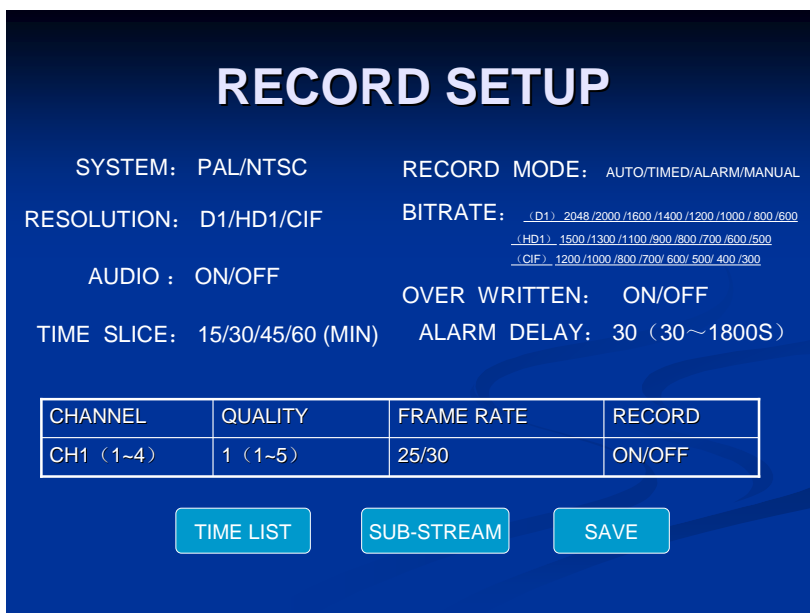 RECORD SETUP
SYSTEM： PAL/NTSC
RECORD MODE： AUTO/TIMED/ALARM/MANUAL
RESOLUTION： D1/HD1/CIF
BITRATE： （D1） 2048 /2000 /1600 /1400 /1200 /1000 / 800 /600
（HD1） 1500 /1300 /1100 /900 /800 /700 /600 /500
（CIF） 1200 /1000 /800 /700/ 600/ 500/ 400 /300
AUDIO： ON/OFF
OVER WRITTEN： ON/OFF
TIME SLICE： 15/30/45/60 (MIN)
ALARM DELAY： 30（30～1800S）
CHANNEL QUALITY FRAME RATE RECORD
CH1（1~4） 1（1~5） 25/30 ON/OFF
TIME LIST SUB-STREAM SAVE